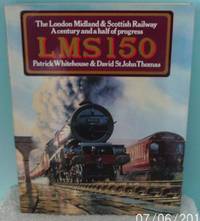 The London Midland & Scottish Railway
A century and a half of progress
LMS 150
Patrick Whitehouse & David St John Thomas
07/06/201